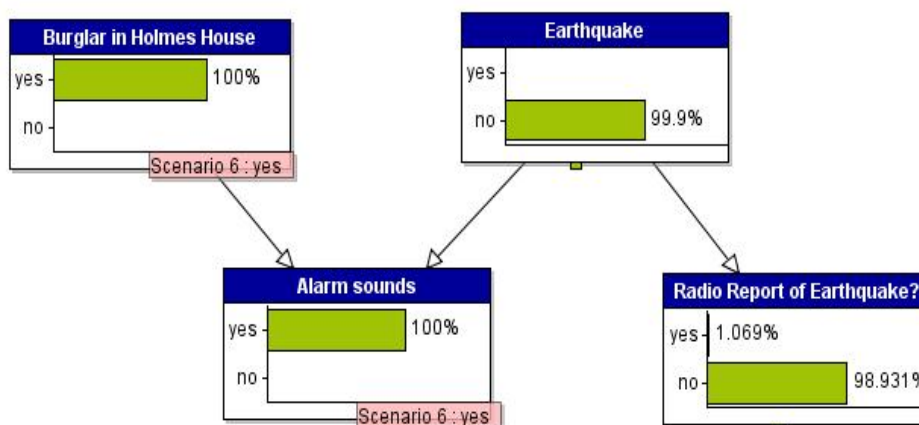 Burglar in Holmes House
yes
100%
no
Scenario 6 : yes
Earthquake
yes
no
99.9%
Alarm sounds
yes
100%
no
Scenario 6 : yes
Radio Report of Earthquake?
yes
1.069%
no
98.931%